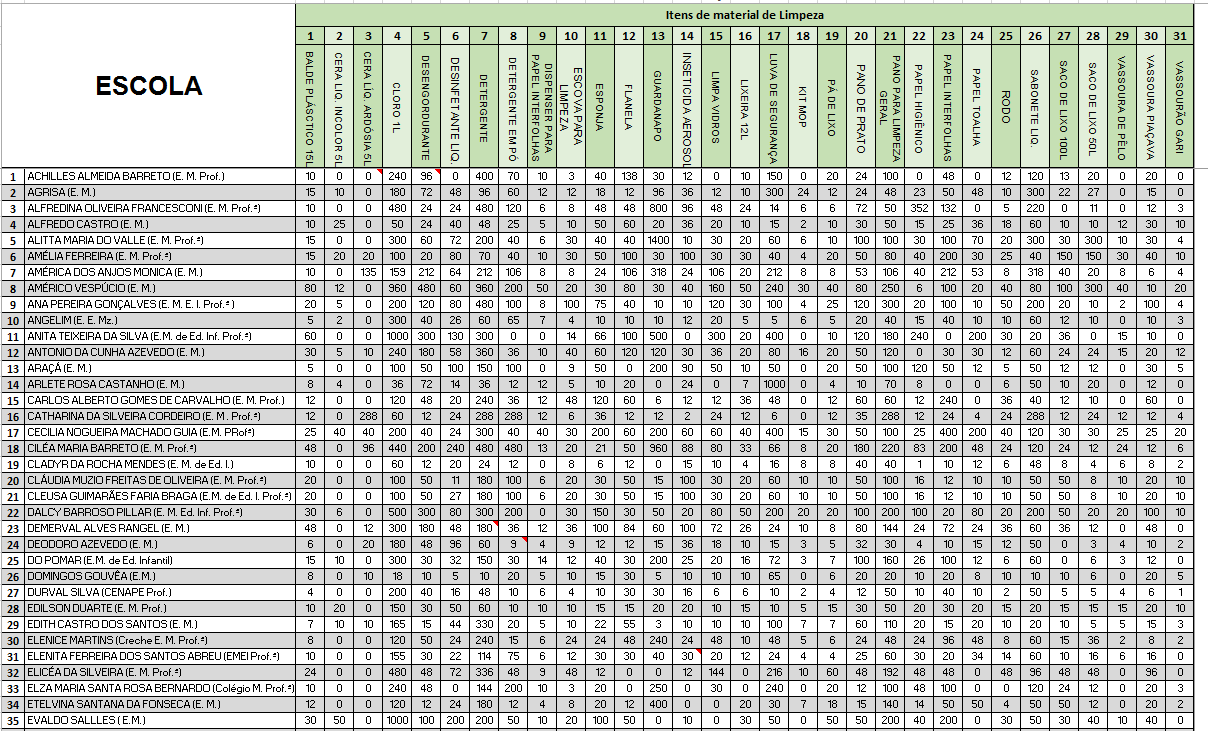 Itens de material de Limpeza
ESCOLA
1 2 3 4 5 6 7 8 9 10 11 12 13 14 15 16 17 18 19 20 21 22 23 24 25 26 27 28 29 30 31
BALDE PLÁSCTICO 15L
CERA LIQ. INCOLOR 5L
CERA LÍQ. ARDÓSIA 5L
CLORO 1L
DESENGORDURANTE
DESINFETANTE LIQ.
DETERGENTE
DETERGENTE EM PÓ
DISPENSER PARA
PAPEL INTERFOLHAS
ESCOVA PARA
LIMPEZA
ESPONJA
FLANELA
GUARDANAPO
INSETICIDA AEROSOL
LIMPA VIDROS
LIXEIRA 12L
LUVA DE SEGURANÇA
KIT MOP
PÁ DE LIXO
PANO DE PRATO
PANO PARA LIMPEZA
GERAL
PAPEL HIGIÊNICO
PAPEL INTERFOLHAS
PAPEL TOALHA
RODO
SABONETE LIQ.
SACO DE LIXO 100L
SACO DE LIXO 50L
VASSOURA DE PÊLO
VASSOURA PIAÇAVA
VASSOURÃO GARI
1 ACHILLES ALMEIDA BARRETO (E. M. Prof.) 10 0 0 240 96 0 400 70 10 3 40 138 30 12 0 10 150 0 20 24 100 0 48 0 12 120 13 20 0 20 0
2 AGRISA (E. M.) 15 10 0 180 72 48 96 60 12 12 18 12 96 36 12 10 300 24 12 24 48 23 50 48 10 300 22 27 0 15 0
3 ALFREDINA OLIVEIRA FRANCESCONI (E. M. Prof.ª) 10 0 0 480 24 24 480 120 6 8 48 48 800 96 48 24 14 6 6 72 50 352 132 0 5 220 0 11 0 12 3
4 ALFREDO CASTRO (E. M.) 10 25 0 50 24 40 48 25 5 10 50 60 20 36 20 10 15 2 10 30 50 15 25 36 18 60 10 10 12 30 10
5 ALITTA MARIA DO VALLE (E. M. Prof.ª) 15 0 0 300 60 72 200 40 6 30 40 40 1400 10 30 20 60 6 10 100 100 30 100 70 20 300 30 300 10 30 4
6 AMÉLIA FERREIRA (E. M. Prof.ª) 15 20 20 100 20 80 70 40 10 30 50 100 30 100 30 30 40 4 20 50 80 40 200 30 25 40 150 150 30 40 10
7 AMÉRICA DOS ANJOS MONICA (E. M.) 10 0 135 159 212 64 212 106 8 8 24 106 318 24 106 20 212 8 8 53 106 40 212 53 8 318 40 20 8 6 4
8 AMÉRICO VESPÚCIO (E. M.) 80 12 0 960 480 60 960 200 50 20 30 80 30 40 160 50 240 30 40 80 250 6 100 20 40 80 100 300 40 10 20
9 ANA PEREIRA GONÇALVES (E. M. E. I. Prof.ª) 20 5 0 200 120 80 480 100 8 100 75 40 10 10 120 30 100 4 25 120 300 20 100 10 50 200 20 10 2 100 4
10 ANGELIM (E. E. Mz.) 5 2 0 300 40 26 60 65 7 4 10 10 10 12 20 5 5 6 5 20 40 15 40 10 10 60 12 10 0 10 3
11 ANITA TEIXEIRA DA SILVA (E. M. de Ed. Inf. Prof.ª) 60 0 0 1000 300 130 300 0 0 14 66 100 500 0 300 20 400 0 10 120 180 240 0 200 30 20 36 0 15 10 0
12 ANTONIO DA CUNHA AZEVEDO (E. M.) 30 5 10 240 180 58 360 36 10 40 60 120 120 30 36 20 80 16 20 50 120 0 30 30 12 60 24 24 15 20 12
13 ARAÇÁ (E. M.) 5 0 0 100 50 100 150 100 0 9 50 0 200 90 50 10 50 0 20 50 100 120 50 12 5 50 12 12 0 30 5
14 ARLETE ROSA CASTANHO (E. M.) 8 4 0 36 72 14 36 12 12 5 10 20 0 24 0 7 1000 0 4 10 70 8 0 0 6 50 10 20 0 12 0
15 CARLOS ALBERTO GOMES DE CARVALHO (E. M. Prof.) 12 0 0 120 48 20 240 36 12 48 120 60 6 12 12 36 48 0 12 60 60 12 240 0 36 40 12 10 0 60 0
16 CATHARINA DA SILVEIRA CORDEIRO (E. M . Prof.ª) 12 0 288 60 12 24 288 288 12 6 36 12 12 2 24 12 6 0 12 35 288 12 24 4 24 288 12 24 12 12 4
17 CECILIA NOGUEIRA MACHADO GUIA (E.M. PRofª) 25 40 40 200 40 24 300 40 40 30 200 60 200 60 60 40 400 15 30 50 100 25 400 200 40 120 30 30 25 25 20
18 CILÉA MARIA BARRETO (E. M. Prof.ª) 48 0 96 440 200 240 480 480 13 20 21 50 960 88 80 33 66 8 20 180 220 83 200 48 24 120 24 12 24 12 6
19 CLADYR DA ROCHA MENDES (E. M. de Ed. I.) 10 0 0 60 12 20 24 12 0 8 6 12 0 15 10 4 16 8 8 40 40 1 10 12 6 48 8 4 6 8 2
20 CLÁUDIA MUZIO FREITAS DE OLIVEIRA (E. M. Prof.ª) 20 0 0 100 50 11 180 100 6 20 30 50 15 100 30 20 60 10 10 50 100 16 12 10 10 50 50 8 10 20 10
21 CLEUSA GUIMARÃES FARIA BRAGA (E.M. de Ed. I. Prof.ª) 20 0 0 100 50 27 180 100 6 20 30 50 15 100 30 20 60 10 10 50 100 16 12 10 10 50 50 8 10 20 10
22 DALCY BARROSO PILLAR (E. M. Ed. Inf. Prof.ª) 30 6 0 500 300 80 300 200 0 30 150 30 50 20 80 50 200 20 20 100 200 100 20 80 20 200 50 20 20 100 10
23 DEMERVAL ALVES RANGEL (E. M.) 48 0 12 300 180 48 180 36 12 36 100 84 60 100 72 26 24 10 8 80 144 24 72 24 36 60 36 12 0 48 0
24 DEODORO AZEVEDO (E. M.) 6 0 20 180 48 96 60 9 4 9 12 12 15 36 18 10 15 3 5 32 30 4 10 15 12 50 0 3 4 10 2
25 DO POMAR (E.M. de Ed. Infantil) 15 10 0 300 30 32 150 30 14 12 40 30 200 25 20 16 72 3 7 100 160 26 100 12 6 60 0 6 3 12 0
26 DOMINGOS GOUVÊA (E.M.) 8 0 10 18 10 5 10 20 5 10 15 30 5 10 10 10 65 0 6 20 20 10 20 8 10 10 10 6 0 20 5
27 DURVAL SILVA (CENAPE Prof.) 4 0 0 200 40 16 48 10 6 4 10 30 30 16 6 6 10 2 4 12 50 10 40 10 2 50 5 5 4 6 1
28 EDILSON DUARTE (E. M. Prof.) 10 20 0 150 30 50 60 10 10 10 15 15 20 20 10 15 10 5 15 30 50 20 30 20 15 20 15 15 15 20 10
29 EDITH CASTRO DOS SANTOS (E. M.) 7 10 10 165 15 44 330 20 5 10 22 55 3 10 10 10 100 7 7 60 110 20 15 20 10 20 10 5 5 15 3
30 ELENICE MARTINS (Creche E. M. Prof.ª) 8 0 0 120 50 24 240 15 6 24 24 48 240 24 48 10 48 5 6 24 48 24 96 48 8 60 15 36 2 8 2
31 ELENITA FERREIRA DOS SANTOS ABREU (EMEI Prof.ª) 10 0 0 155 30 22 114 75 6 12 30 30 40 30 20 12 24 4 4 25 60 30 20 34 14 60 10 16 6 16 0
32 ELICÉA DA SILVEIRA (E. M. Prof.ª) 24 0 0 480 48 72 336 48 9 48 12 0 0 12 144 0 216 10 60 48 192 48 48 0 48 96 48 48 0 96 0
33 ELZA MARIA SANTA ROSA BERNARDO (Colégio M. Prof.ª) 10 0 0 240 48 0 144 200 10 3 20 0 250 0 30 0 240 0 20 12 100 48 100 0 0 120 24 12 0 20 3
34 ETELVINA SANTANA DA FONSECA (E. M.) 12 0 0 120 12 24 180 12 4 8 20 12 400 0 0 20 30 7 18 15 140 14 50 50 4 50 50 12 0 20 2
35 EVALDO SALLLES ( E.M.) 30 50 0 1000 100 200 200 50 10 20 100 50 0 10 0 30 50 0 50 50 200 40 200 0 30 50 30 40 10 40 0